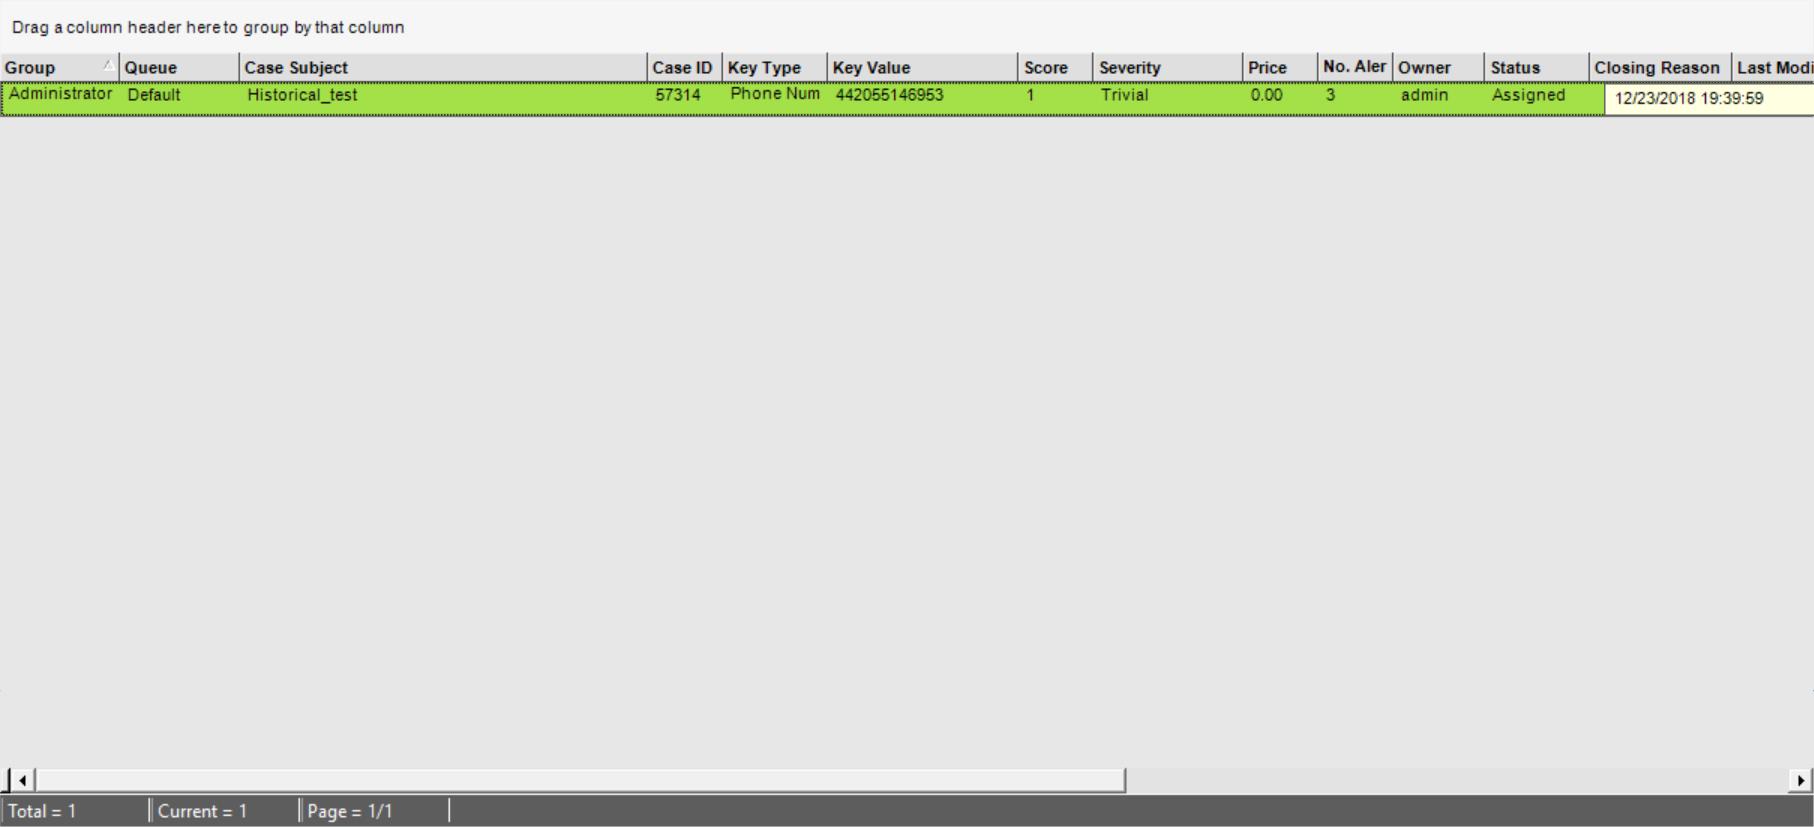 Drag a column header here to group by that column
Group Queue Case Subject Case ID Key Type Key Value Score Severity Price No. Aler Owner Status Closing Reason Last Modi
Administrator Default Historical_test 57314 Phone Num 442055146953 1 Trivial 0.00 3 admin Assigned 12/23/2018 19:39:59
Total = 1 Current = 1 Page = 1/1